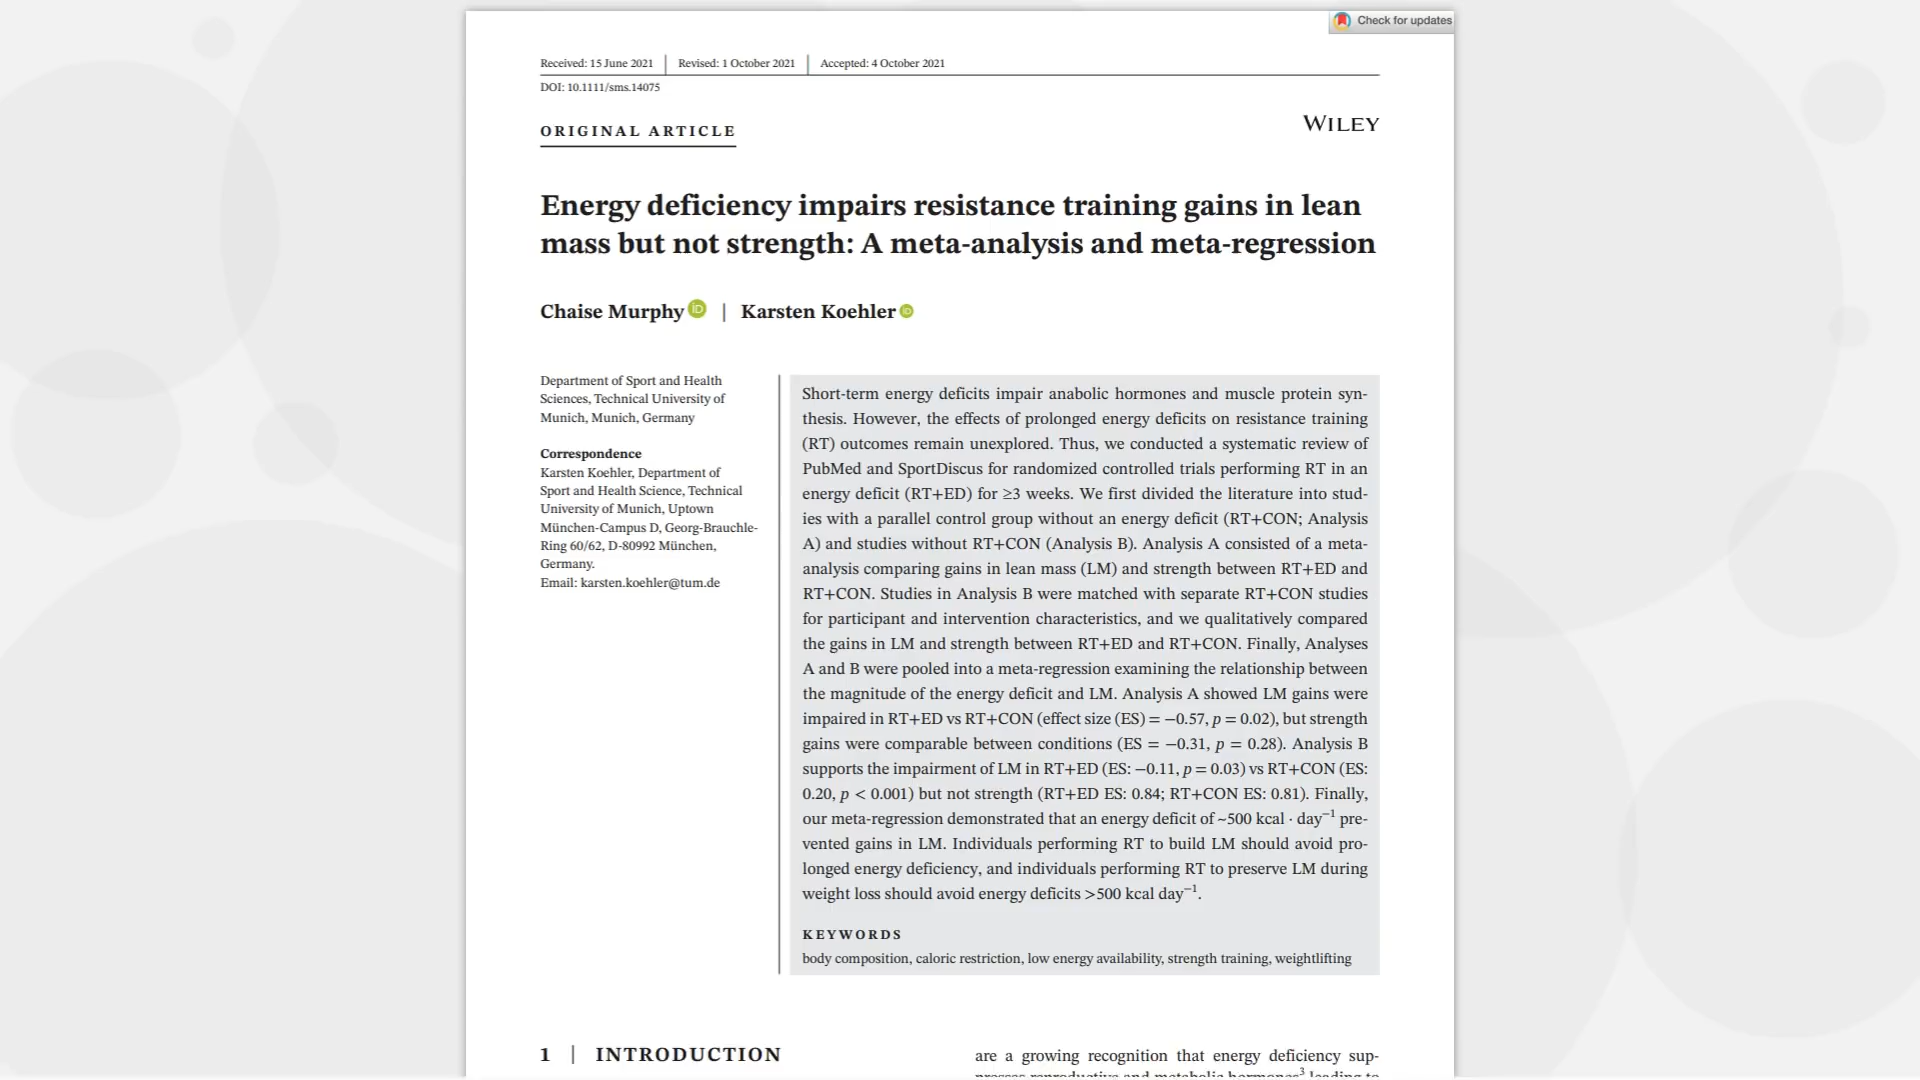 Check for updates
Received: 15 June 2021 | Revised: 1 October 2021 | Accepted: 4 October 2021
DOI: 10.1111/sms.14075
ORIGINAL ARTICLE
WILEY
Energy deficiency impairs resistance training gains in lean
mass but not strength: A meta-analysis and meta-regression
Chaise Murphy iD | Karsten Koehler iD
Department of Sport and Health
Sciences, Technical University of
Munich, Munich, Germany
Correspondence
Karsten Koehler, Department of
Sport and Health Science, Technical
University of Munich, Uptown
München-Campus D, Georg-Brauchle-
Ring 60/62, D-80992 München,
Germany.
Email: karsten.koehler@tum.de
Short-term energy deficits impair anabolic hormones and muscle protein syn-
thesis. However, the effects of prolonged energy deficits on resistance training
(RT) outcomes remain unexplored. Thus, we conducted a systematic review of
PubMed and SportDiscus for randomized controlled trials performing RT in an
energy deficit (RT+ED) for ≥3 weeks. We first divided the literature into stud-
ies with a parallel control group without an energy deficit (RT+CON; Analysis
A) and studies without RT+CON (Analysis B). Analysis A consisted of a meta-
analysis comparing gains in lean mass (LM) and strength between RT+ED and
RT+CON. Studies in Analysis B were matched with separate RT+CON studies
for participant and intervention characteristics, and we qualitatively compared
the gains in LM and strength between RT+ED and RT+CON. Finally, Analyses
A and B were pooled into a meta-regression examining the relationship between
the magnitude of the energy deficit and LM. Analysis A showed LM gains were
impaired in RT+ED vs RT+CON (effect size (ES) = −0.57, p = 0.02), but strength
gains were comparable between conditions (ES = −0.31, p = 0.28). Analysis B
supports the impairment of LM in RT+ED (ES: −0.11, p = 0.03) vs RT+CON (ES:
0.20, p < 0.001) but not strength (RT+ED ES: 0.84; RT+CON ES: 0.81). Finally,
our meta-regression demonstrated that an energy deficit of ~500 kcal · day⁻¹ pre-
vented gains in LM. Individuals performing RT to build LM should avoid pro-
longed energy deficiency, and individuals performing RT to preserve LM during
weight loss should avoid energy deficits >500 kcal day⁻¹.
KEYWORDS
body composition, caloric restriction, low energy availability, strength training, weightlifting
1 | INTRODUCTION
are a growing recognition that energy deficiency sup-
presses reproductive and metabolic hormones³ leading to